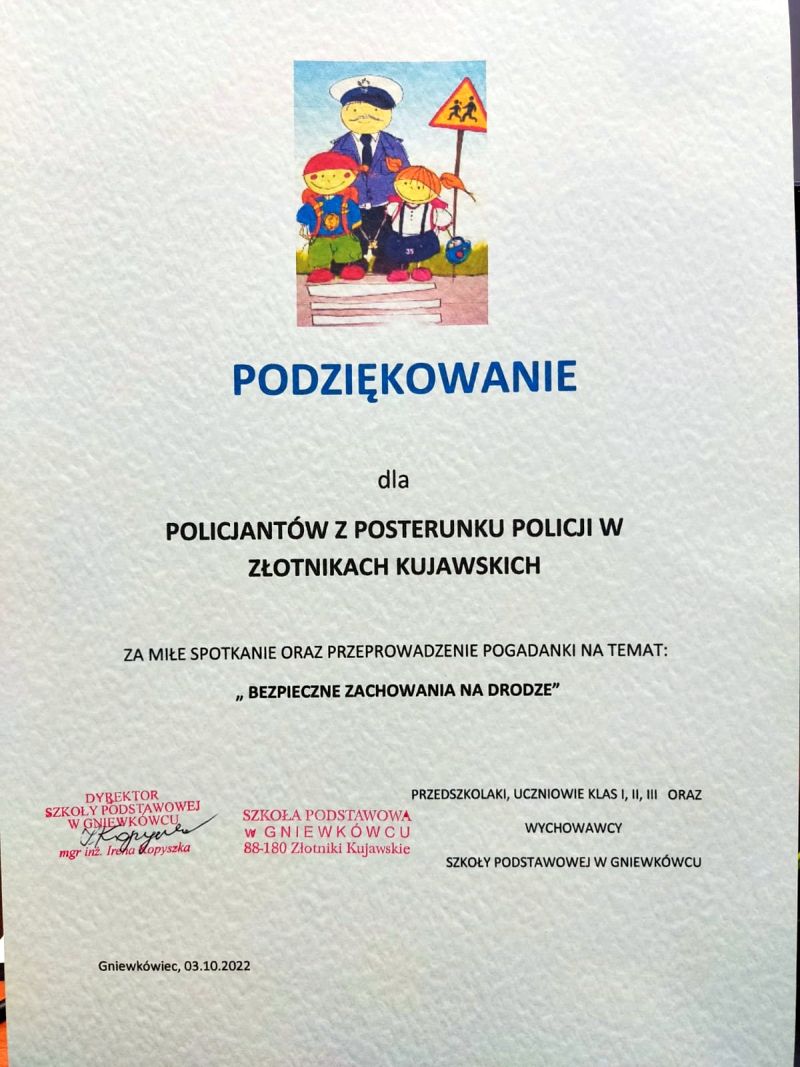 PODZIĘKOWANIE
dla
POLICJANTÓW Z POSTERUNKU POLICJI W
ZŁOTNIKACH KUJAWSKICH
ZA MIŁE SPOTKANIE ORAZ PRZEPROWADZENIE POGADANKI NA TEMAT:
„ BEZPIECZNE ZACHOWANIA NA DRODZE”
DYREKTOR
SZKOŁY PODSTAWOWEJ
W GNIEWKÓWCU
mgr inż. Irena Kopyszka
SZKOŁA PODSTAWOWA
w GNIEWKÓWCU
88-180 Złotniki Kujawskie
PRZEDSZKOLAKI, UCZNIOWIE KLAS I, II, III ORAZ
WYCHOWAWCY
SZKOŁY PODSTAWOWEJ W GNIEWKÓWCU
Gniewkówiec, 03.10.2022